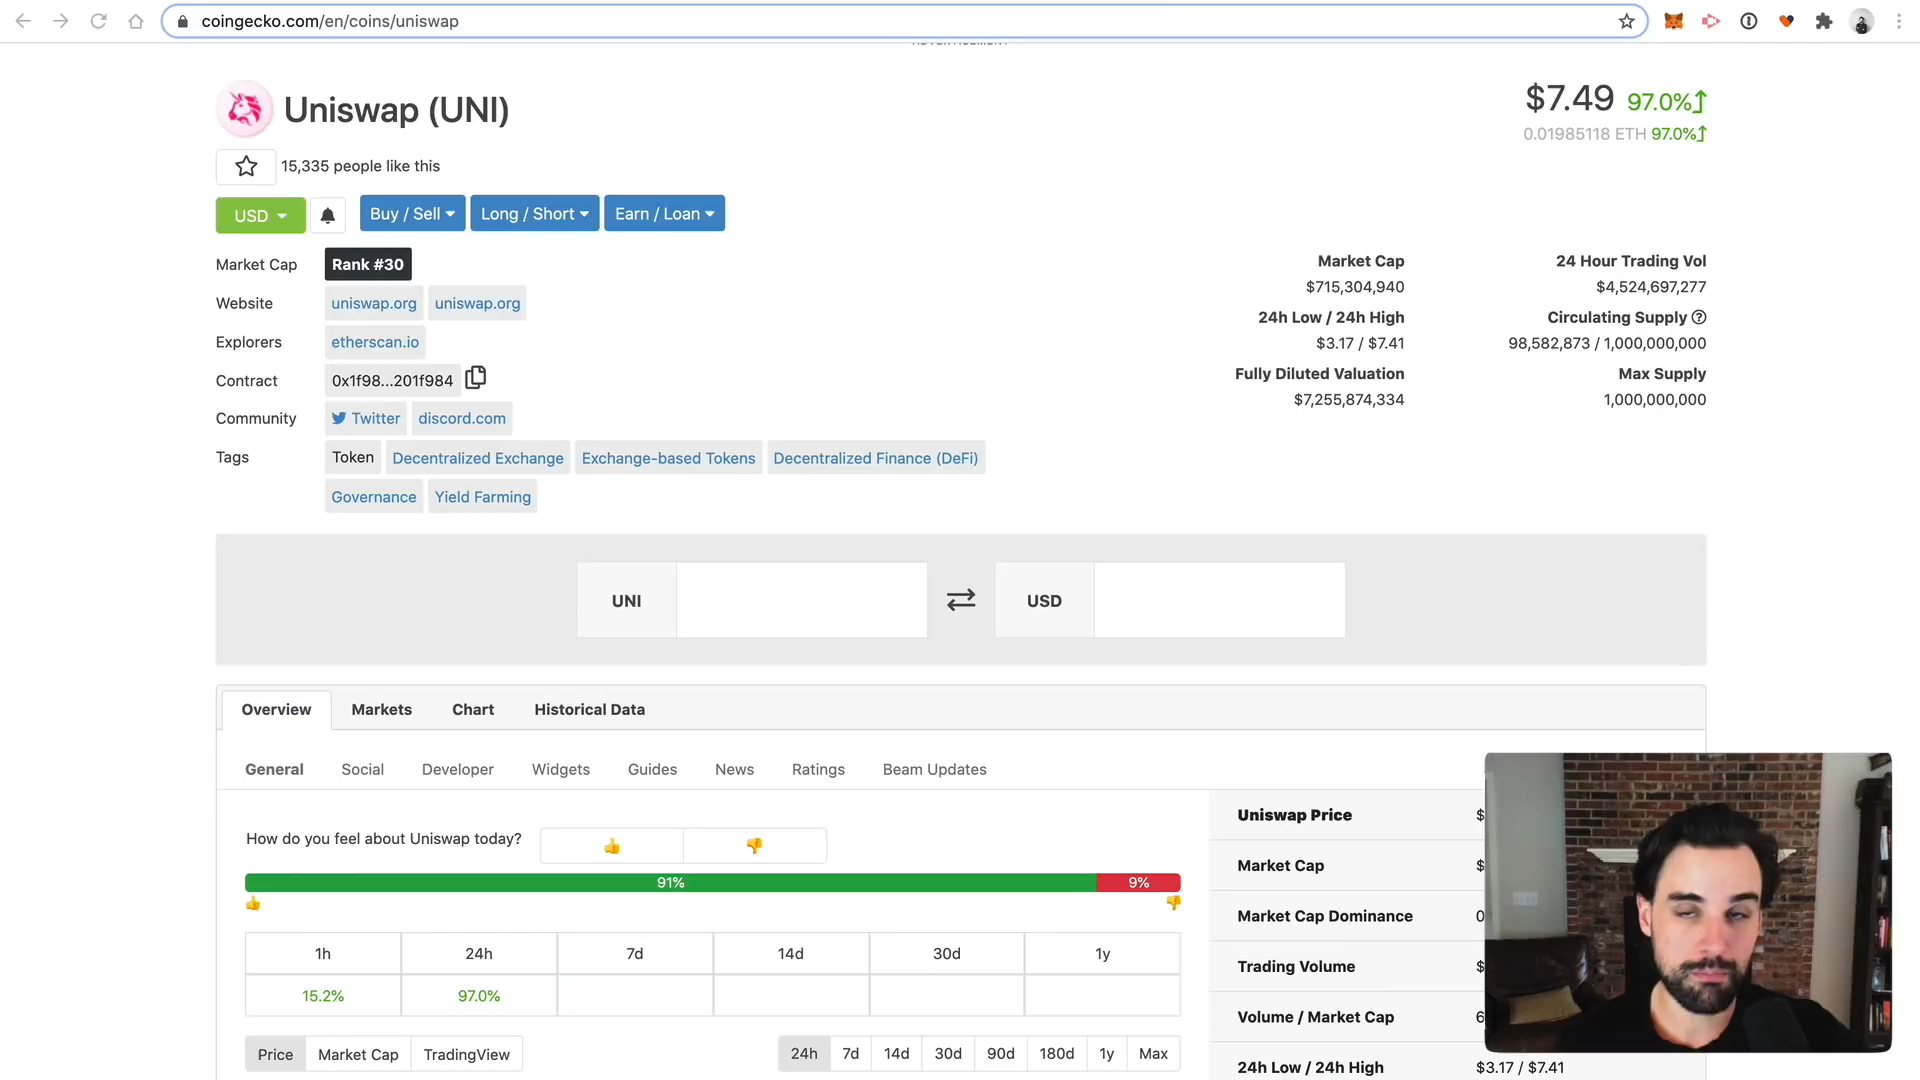 coingecko.com/en/coins/uniswap
Uniswap (UNI)
$7.49 97.0%
0.01985118 ETH 97.0%
15,335 people like this
USD
Buy / Sell
Long / Short
Earn / Loan
Market Cap Rank #30
Website uniswap.org uniswap.org
Explorers etherscan.io
Contract 0x1f98...201f984
Community Twitter discord.com
Tags Token Decentralized Exchange Exchange-based Tokens Decentralized Finance (DeFi)
Governance Yield Farming
Market Cap
$715,304,940
24 Hour Trading Vol
$4,524,697,277
24h Low / 24h High
$3.17 / $7.41
Circulating Supply
98,582,873 / 1,000,000,000
Fully Diluted Valuation
$7,255,874,334
Max Supply
1,000,000,000
UNI
USD
Overview Markets Chart Historical Data
General Social Developer Widgets Guides News Ratings Beam Updates
How do you feel about Uniswap today?
91% 9%
1h 24h 7d 14d 30d 1y
15.2% 97.0%
Price Market Cap TradingView
24h 7d 14d 30d 90d 180d 1y Max
Uniswap Price $
Market Cap $
Market Cap Dominance 0
Trading Volume $
Volume / Market Cap 6
24h Low / 24h High $3.17 / $7.41